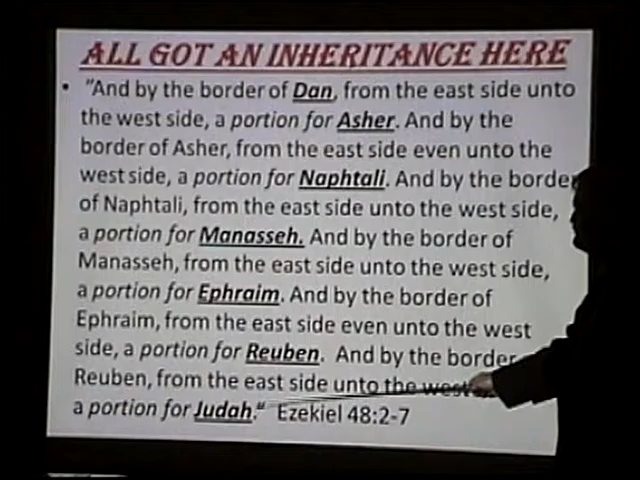 ALL GOT AN INHERITANCE HERE
• "And by the border of Dan, from the east side unto
the west side, a portion for Asher. And by the
border of Asher, from the east side even unto the
west side, a portion for Naphtali. And by the border
of Naphtali, from the east side unto the west side,
a portion for Manasseh. And by the border of
Manasseh, from the east side unto the west side,
a portion for Ephraim. And by the border of
Ephraim, from the east side even unto the west
side, a portion for Reuben. And by the border
Reuben, from the east side unto the west
a portion for Judah." Ezekiel 48:2-7